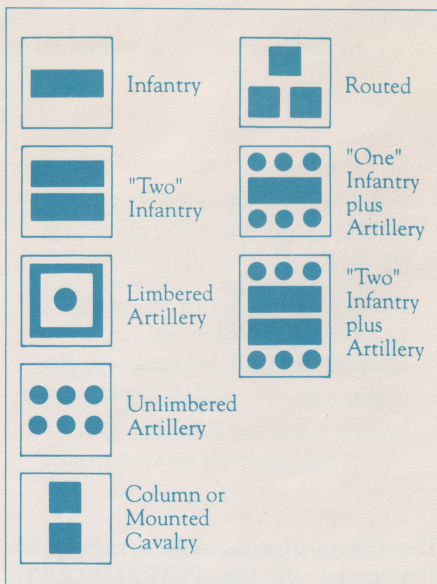 Infantry
"Two"
Infantry
Limbered
Artillery
Unlimbered
Artillery
Column or
Mounted
Cavalry
Routed
"One"
Infantry
plus
Artillery
"Two"
Infantry
plus
Artillery